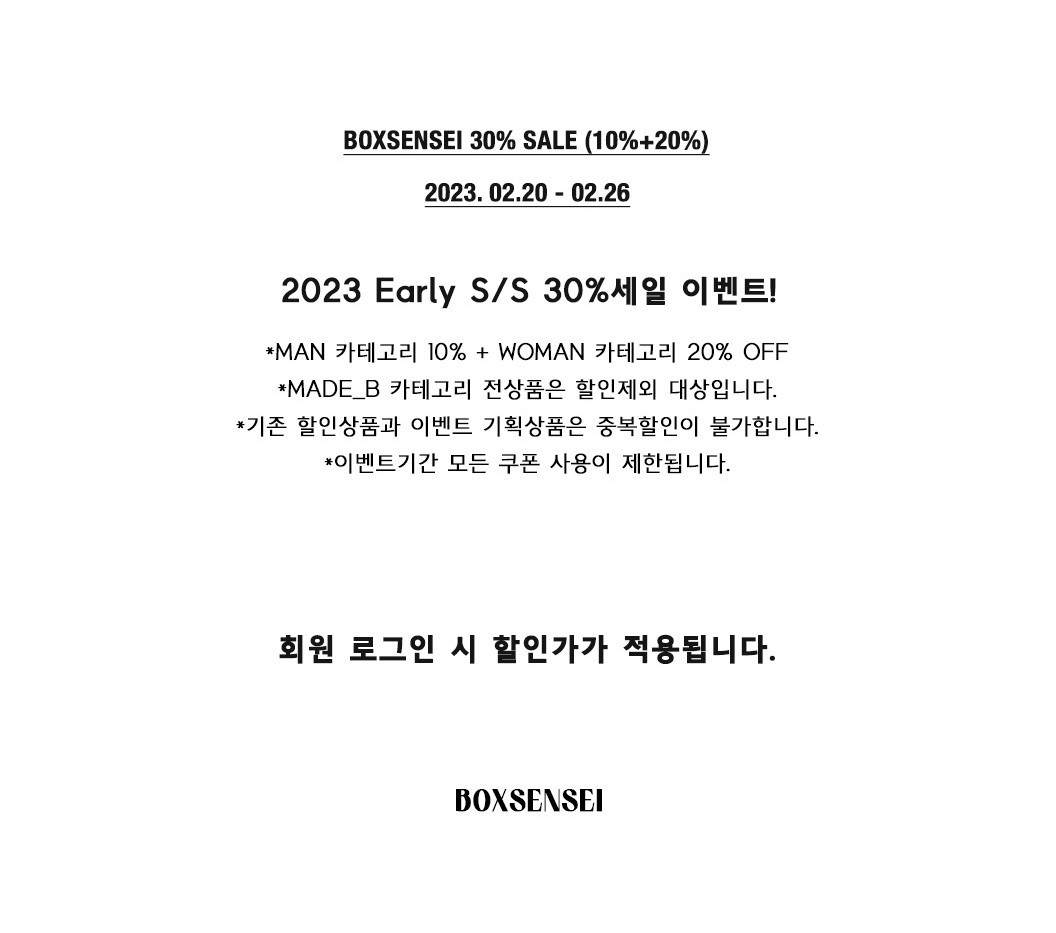 BOXSENSEI 30% SALE (10%+20%)
2023. 02.20 - 02.26
2023 Early S/S 30%세일 이벤트!
*MAN 카테고리 10% + WOMAN 카테고리 20% OFF
*MADE_B 카테고리 전상품은 할인제외 대상입니다.
*기존 할인상품과 이벤트 기획상품은 중복할인이 불가합니다.
*이벤트기간 모든 쿠폰 사용이 제한됩니다.
회원 로그인 시 할인가가 적용됩니다.
BOXSENSEI